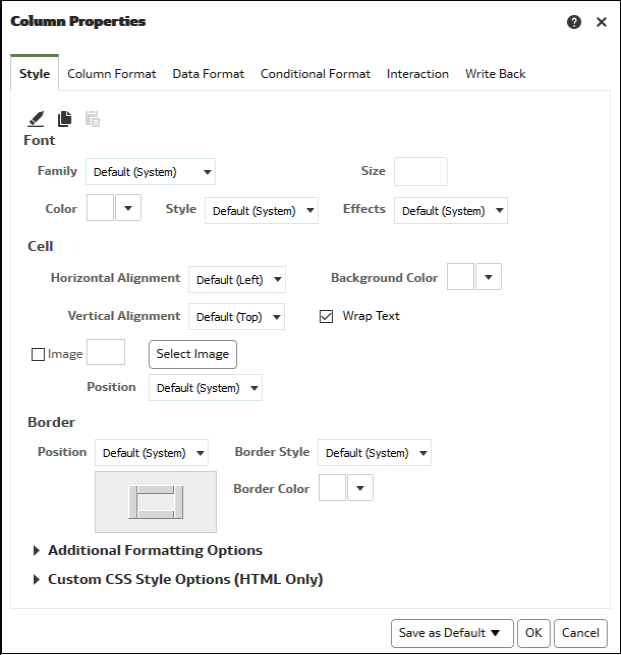 Column Properties
Style Column Format Data Format Conditional Format Interaction Write Back
Font
Family Default (System) Size
Color Style Default (System) Effects Default (System)
Cell
Horizontal Alignment Default (Left) Background Color
Vertical Alignment Default (Top) Wrap Text
Image Select Image
Position Default (System)
Border
Position Default (System) Border Style Default (System)
Border Color
Additional Formatting Options
Custom CSS Style Options (HTML Only)
Save as Default OK Cancel